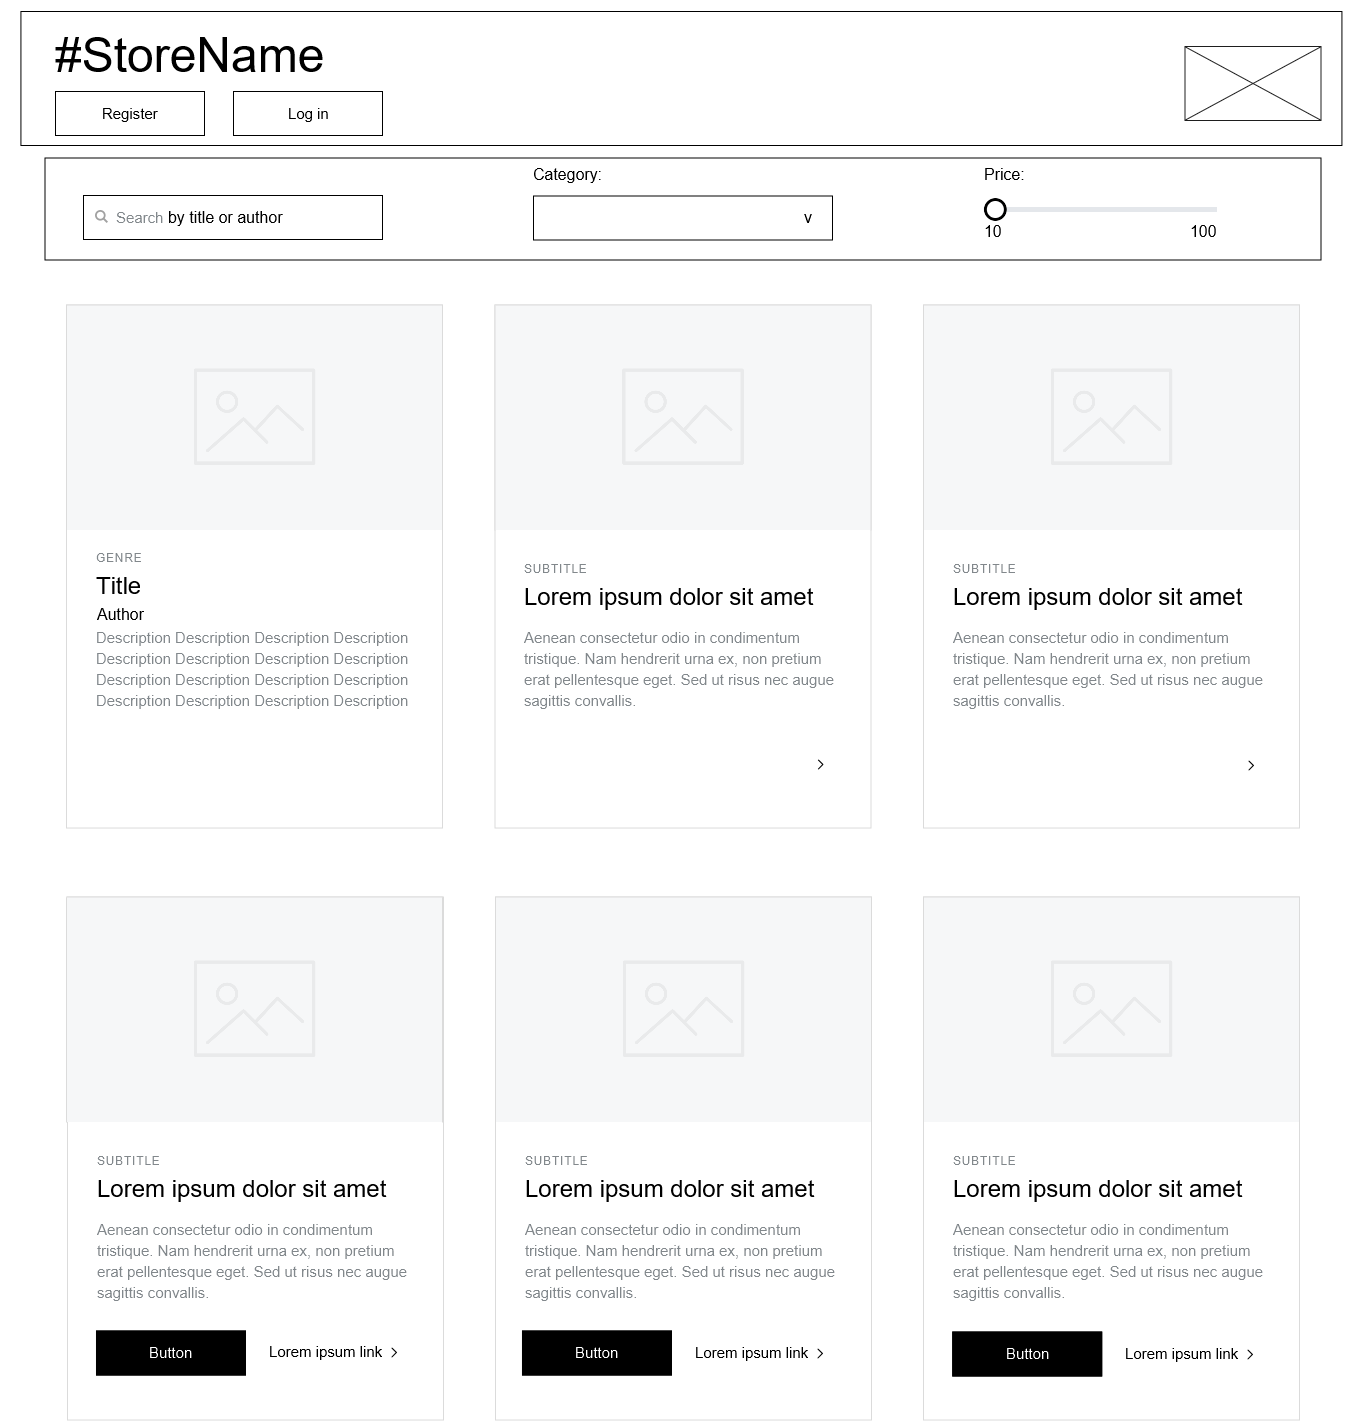 #StoreName
Register
Log in
Category:
Price:
Search by title or author
v
10
100
GENRE
Title
Author
Description Description Description Description
Description Description Description Description
Description Description Description Description
Description Description Description Description
SUBTITLE
Lorem ipsum dolor sit amet
Aenean consectetur odio in condimentum
tristique. Nam hendrerit urna ex, non pretium
erat pellentesque eget. Sed ut risus nec augue
sagittis convallis.
SUBTITLE
Lorem ipsum dolor sit amet
Aenean consectetur odio in condimentum
tristique. Nam hendrerit urna ex, non pretium
erat pellentesque eget. Sed ut risus nec augue
sagittis convallis.
SUBTITLE
Lorem ipsum dolor sit amet
Aenean consectetur odio in condimentum
tristique. Nam hendrerit urna ex, non pretium
erat pellentesque eget. Sed ut risus nec augue
sagittis convallis.
Button
Lorem ipsum link
SUBTITLE
Lorem ipsum dolor sit amet
Aenean consectetur odio in condimentum
tristique. Nam hendrerit urna ex, non pretium
erat pellentesque eget. Sed ut risus nec augue
sagittis convallis.
Button
Lorem ipsum link
SUBTITLE
Lorem ipsum dolor sit amet
Aenean consectetur odio in condimentum
tristique. Nam hendrerit urna ex, non pretium
erat pellentesque eget. Sed ut risus nec augue
sagittis convallis.
Button
Lorem ipsum link